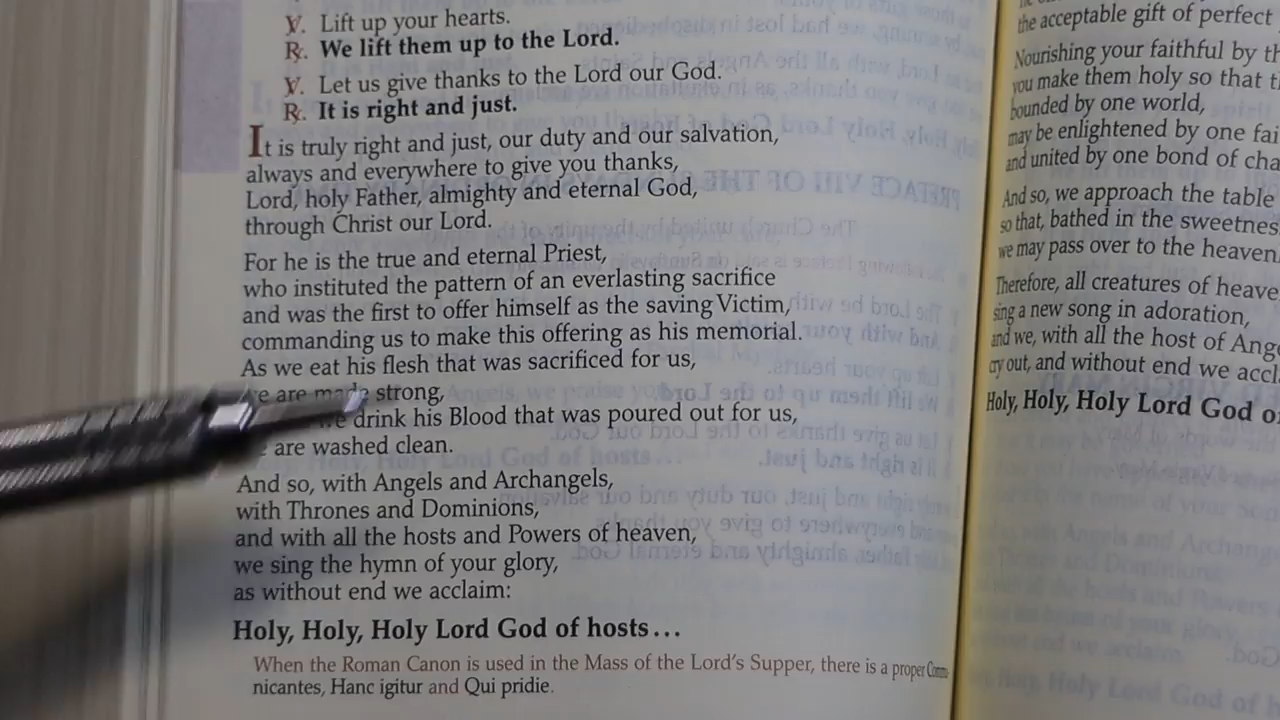 ℣. Lift up your hearts.
℟. We lift them up to the Lord.
℣. Let us give thanks to the Lord our God.
℟. It is right and just.
It is truly right and just, our duty and our salvation,
always and everywhere to give you thanks,
Lord, holy Father, almighty and eternal God,
through Christ our Lord.
For he is the true and eternal Priest,
who instituted the pattern of an everlasting sacrifice
and was the first to offer himself as the saving Victim,
commanding us to make this offering as his memorial.
As we eat his flesh that was sacrificed for us,
are made strong,
drink his Blood that was poured out for us,
are washed clean.
And so, with Angels and Archangels,
with Thrones and Dominions,
and with all the hosts and Powers of heaven,
we sing the hymn of your glory,
as without end we acclaim:
Holy, Holy, Holy Lord God of hosts…
When the Roman Canon is used in the Mass of the Lord's Supper, there is a proper Com
nicantes, Hanc igitur and Qui pridie.
the acceptable gift of perfect
Nourishing your faithful by
you make them holy so that
bounded by one world,
may be enlightened by one
and united by one bond of
And so, we approach the table
so that, bathed in the
we may pass over to the
Therefore, all creatures of
sing a new song in adoration,
and we, with all the host of
cry out, and without end we
Holy, Holy, Holy Lord God